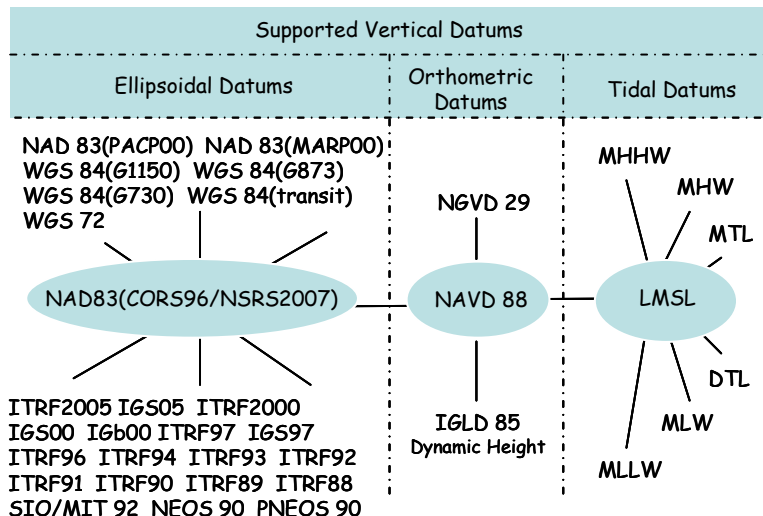 Supported Vertical Datums
Ellipsoidal Datums
Orthometric
Datums
Tidal Datums
NAD 83(PACP00) NAD 83(MARP00)
WGS 84(G1150) WGS 84(G873)
WGS 84(G730) WGS 84(transit)
WGS 72
NAD83(CORS96/NSRS2007)
ITRF2005 IGS05 ITRF2000
IGS00 IGb00 ITRF97 IGS97
ITRF96 ITRF94 ITRF93 ITRF92
ITRF91 ITRF90 ITRF89 ITRF88
SIO/MIT 92 NEOS 90 PNEOS 90
NGVD 29
NAVD 88
IGLD 85
Dynamic Height
MHHW
MHW
MTL
LMSL
DTL
MLW
MLLW